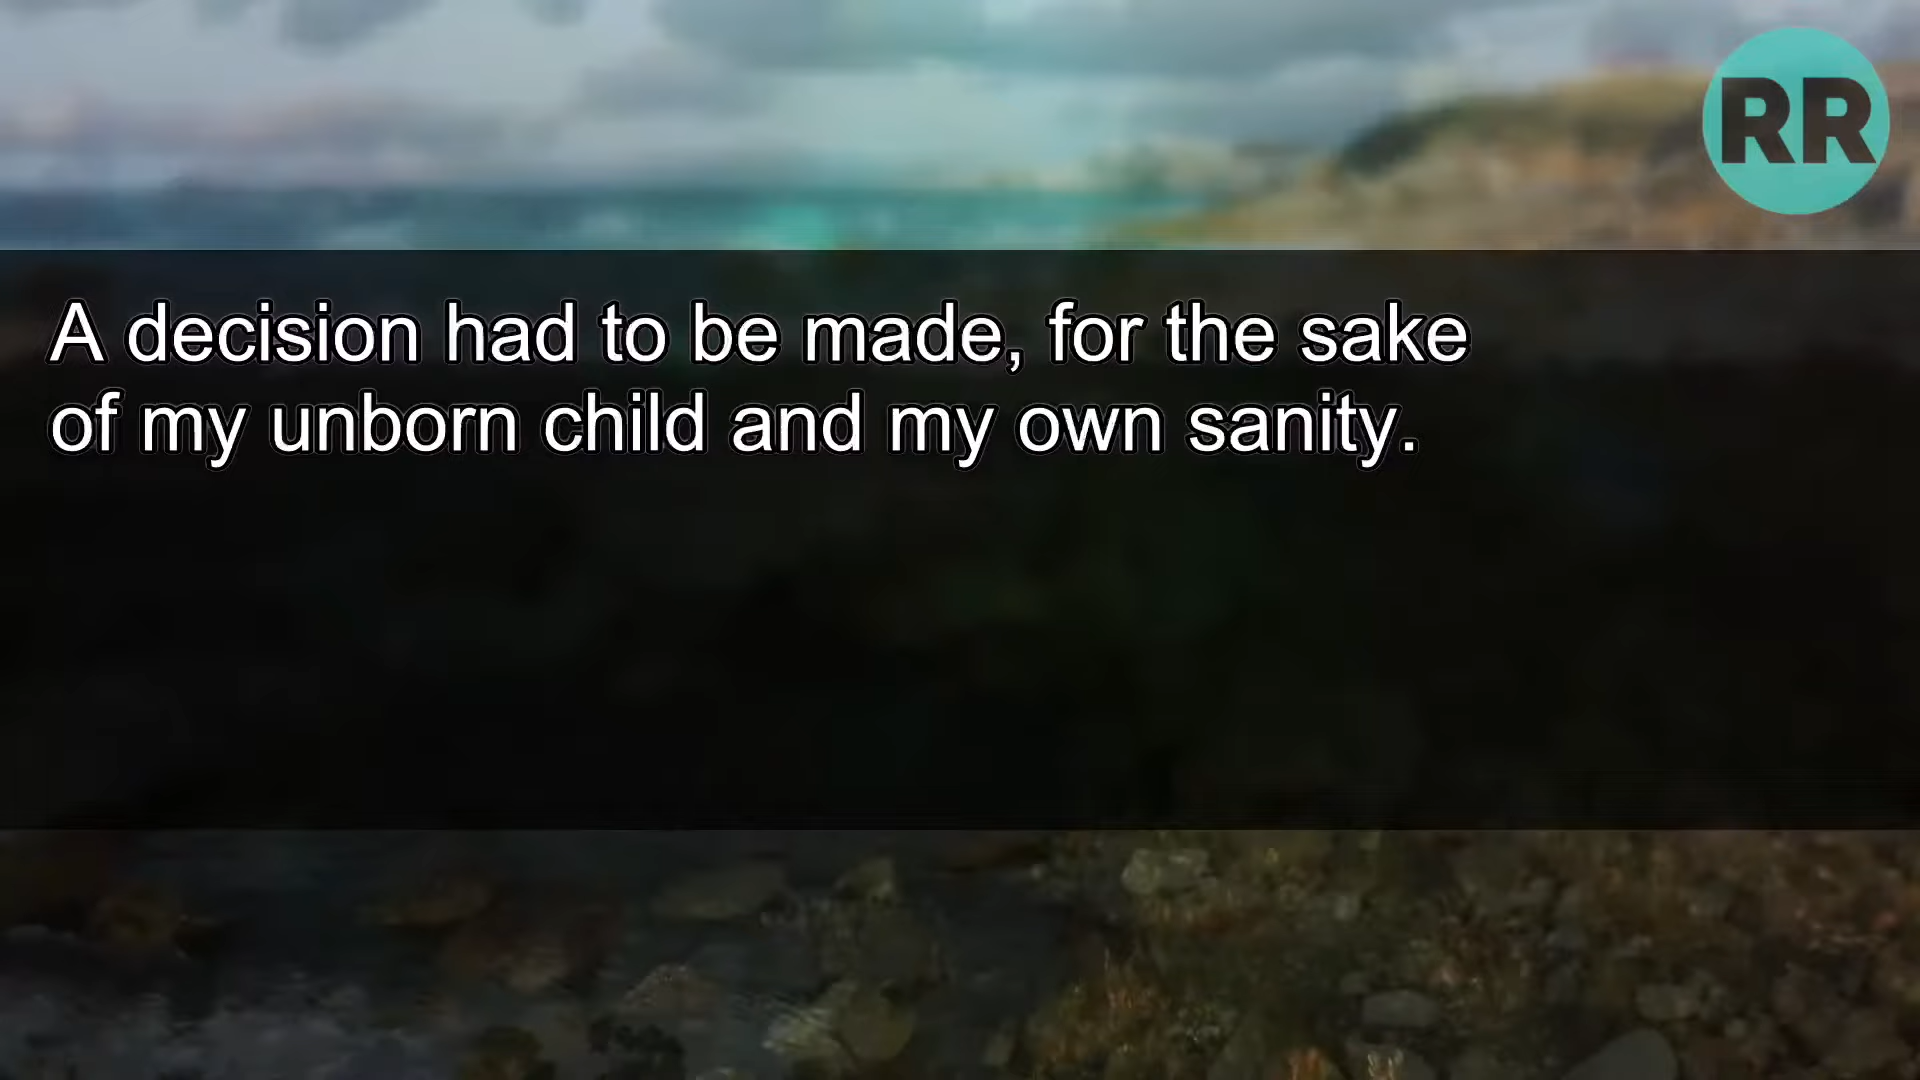 RR
A decision had to be made, for the sake
of my unborn child and my own sanity.